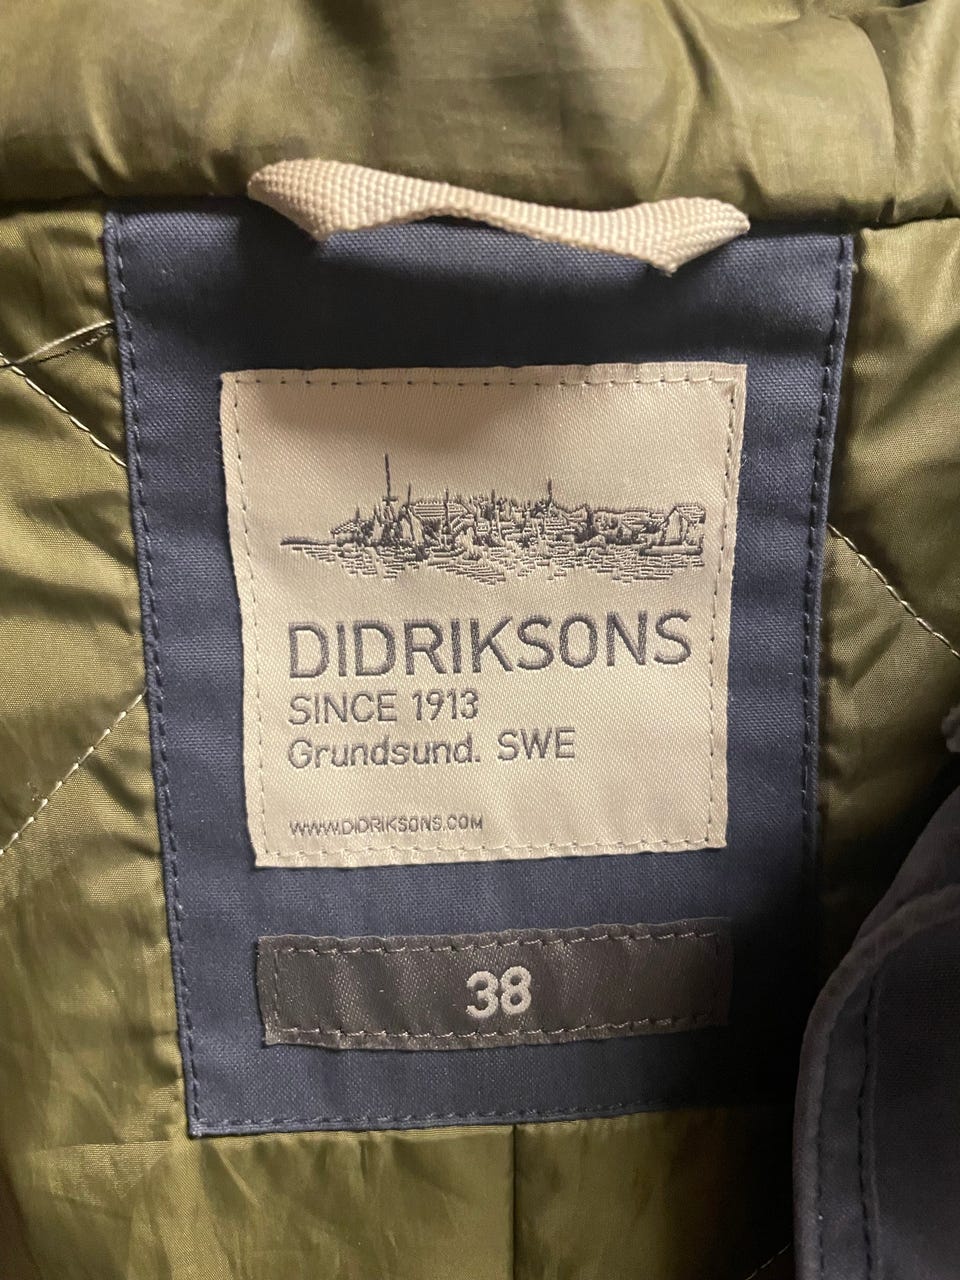 DIDRIKSONS
SINCE 1913
Grundsund. SWE
WWW.DIDRIKSONS.COM
38